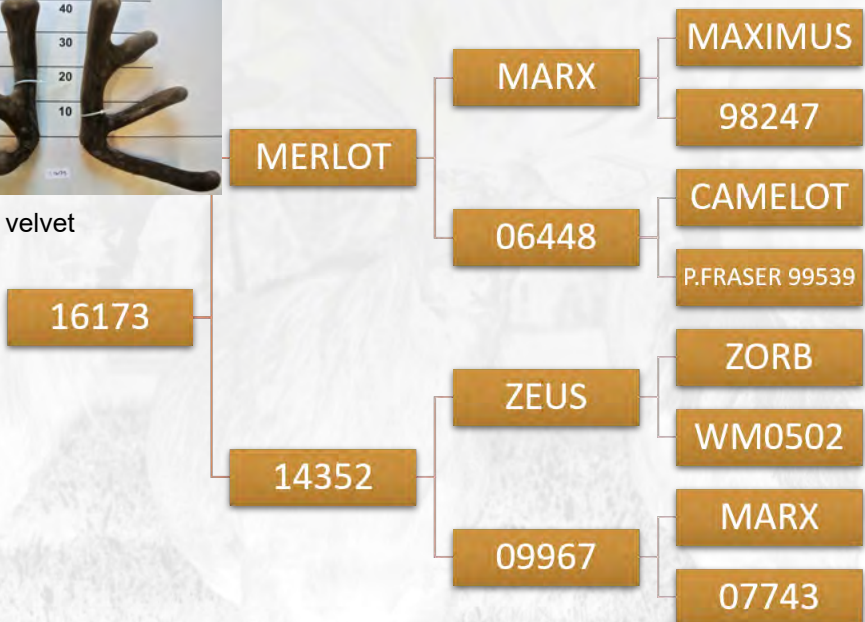 40
30
20
10
velvet
16173
MERLOT
14352
MARX
06448
ZEUS
09967
MAXIMUS
98247
CAMELOT
P.FRASER 99539
ZORB
WM0502
MARX
07743